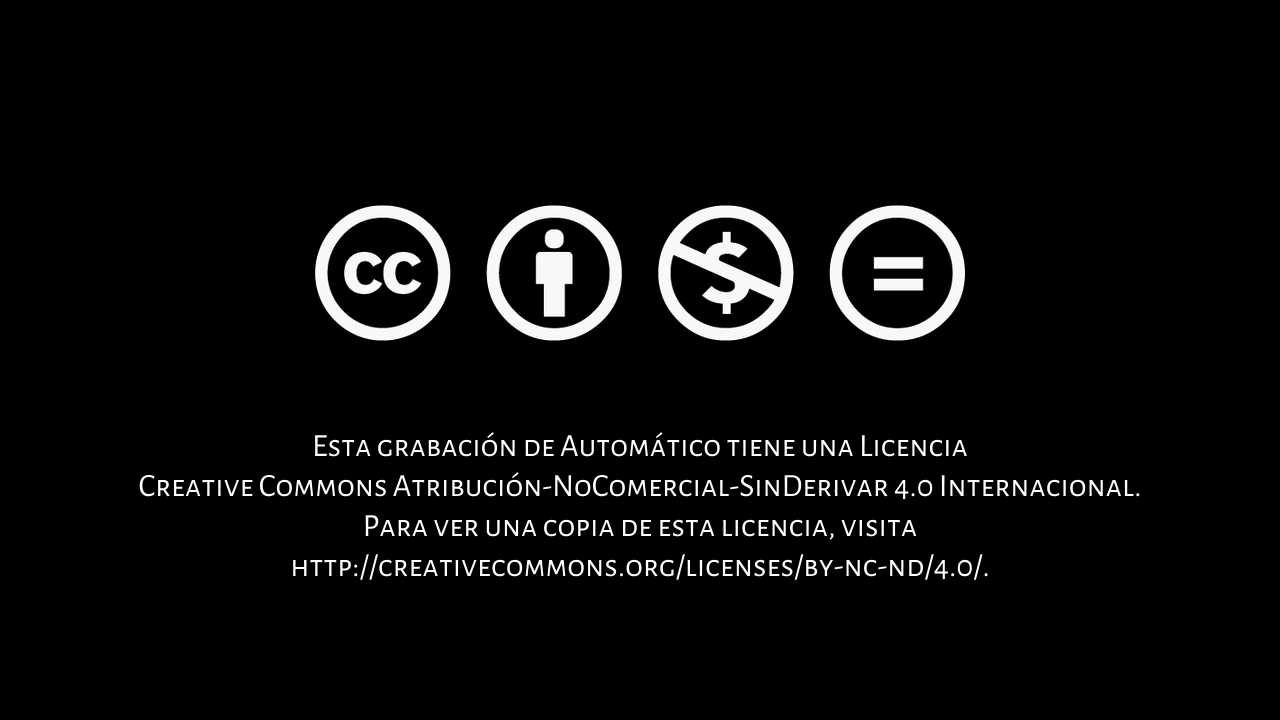 cc
$
=
Esta grabación de Automático tiene una Licencia
Creative Commons Atribución-NoComercial-SinDerivar 4.0 Internacional.
Para ver una copia de esta licencia, visita
http://creativecommons.org/licenses/by-nc-nd/4.0/.